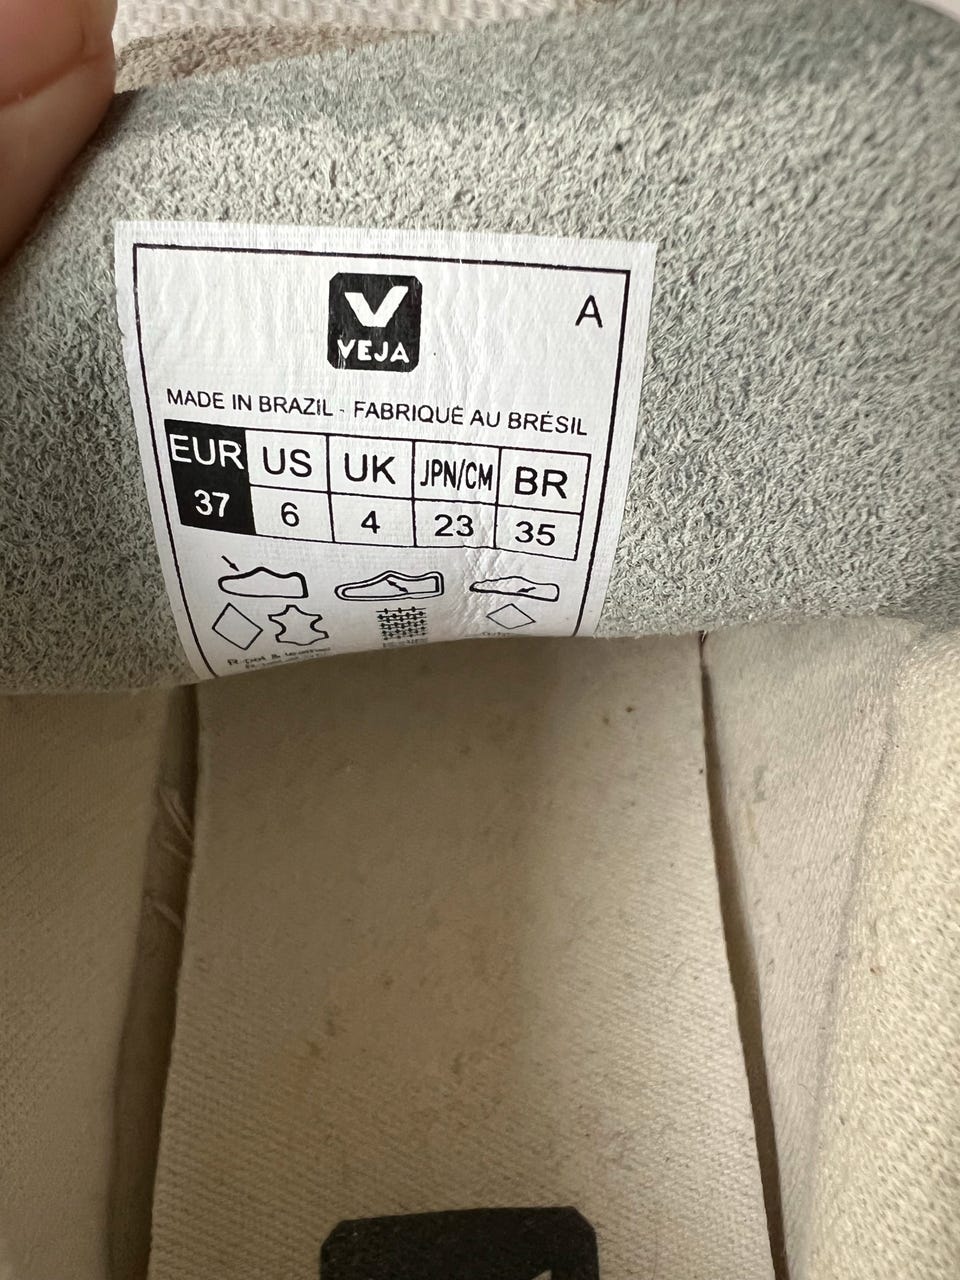 VEJA
A
MADE IN BRAZIL - FABRIQUÉ AU BRÉSIL
EUR US UK JPN/CM BR
37 6 4 23 35